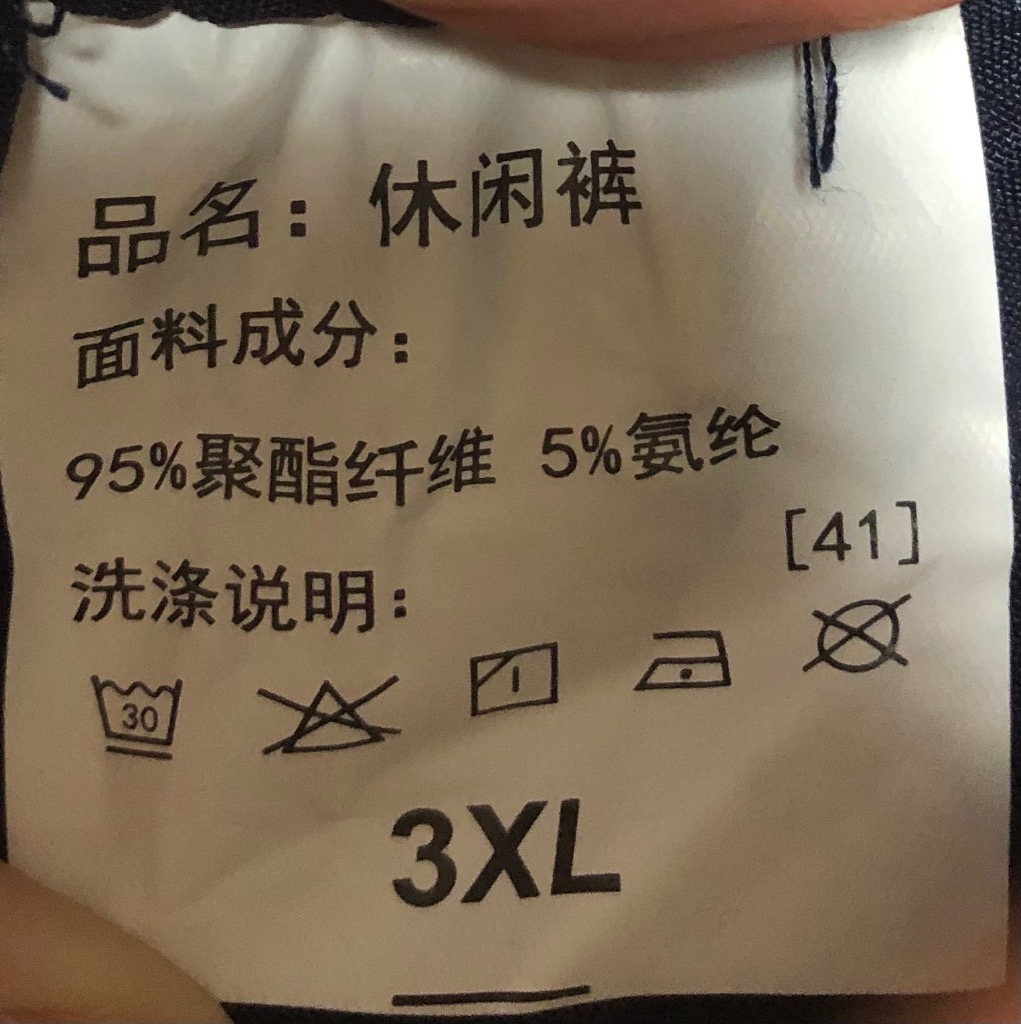 品名：休闲裤
面料成分：
95%聚酯纤维 5%氨纶
[41]
洗涤说明：
30
3XL